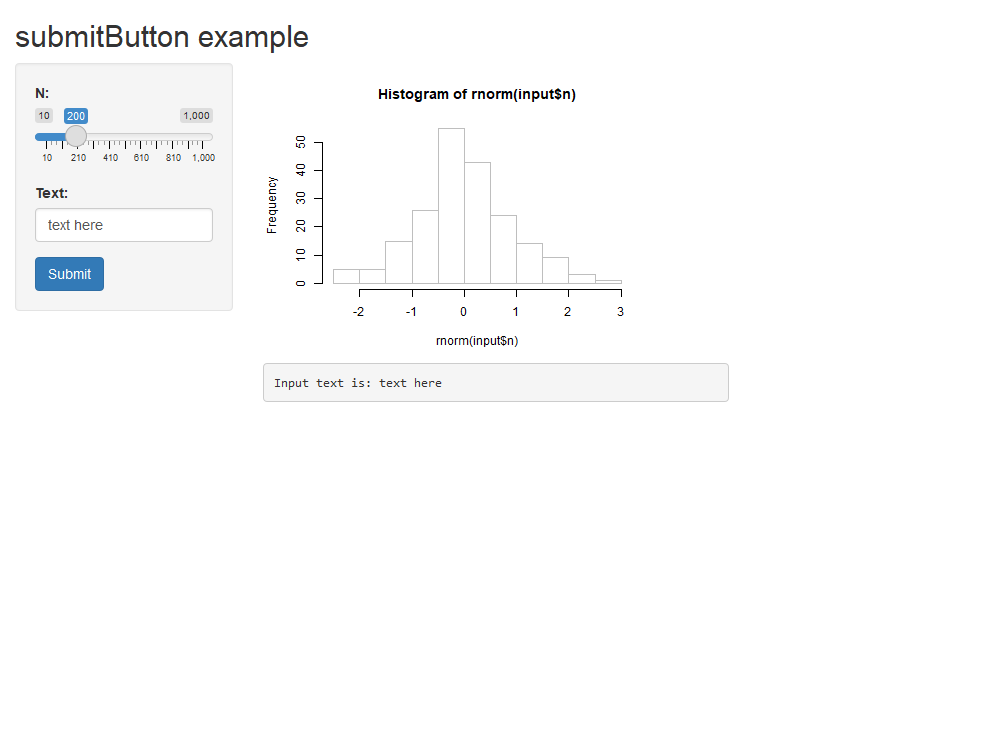 submitButton example
N:
10 200 1,000
10 210 410 610 810 1,000
Text:
text here
Submit
Histogram of rnorm(input$n)
Frequency
50
40
30
20
10
0
-2 -1 0 1 2 3
rnorm(input$n)
Input text is: text here